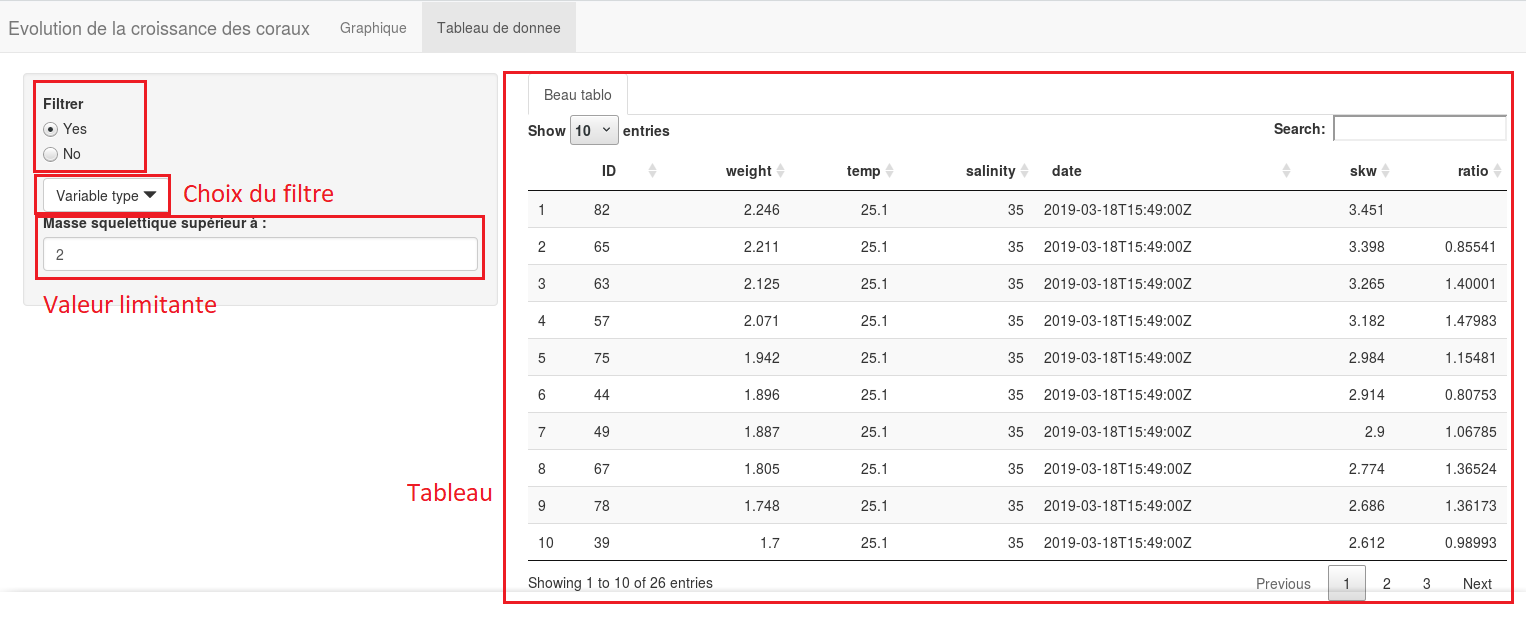 Evolution de la croissance des coraux Graphique Tableau de donnee
Filtrer
Yes
No
Variable type
Choix du filtre
Masse squelettique supérieur à :
2
Valeur limitante
Tableau
Beau tablo
Show 10 entries Search:
ID weight temp salinity date skw ratio
1 82 2.246 25.1 35 2019-03-18T15:49:00Z 3.451
2 65 2.211 25.1 35 2019-03-18T15:49:00Z 3.398 0.85541
3 63 2.125 25.1 35 2019-03-18T15:49:00Z 3.265 1.40001
4 57 2.071 25.1 35 2019-03-18T15:49:00Z 3.182 1.47983
5 75 1.942 25.1 35 2019-03-18T15:49:00Z 2.984 1.15481
6 44 1.896 25.1 35 2019-03-18T15:49:00Z 2.914 0.80753
7 49 1.887 25.1 35 2019-03-18T15:49:00Z 2.9 1.06785
8 67 1.805 25.1 35 2019-03-18T15:49:00Z 2.774 1.36524
9 78 1.748 25.1 35 2019-03-18T15:49:00Z 2.686 1.36173
10 39 1.7 25.1 35 2019-03-18T15:49:00Z 2.612 0.98993
Showing 1 to 10 of 26 entries Previous 1 2 3 Next